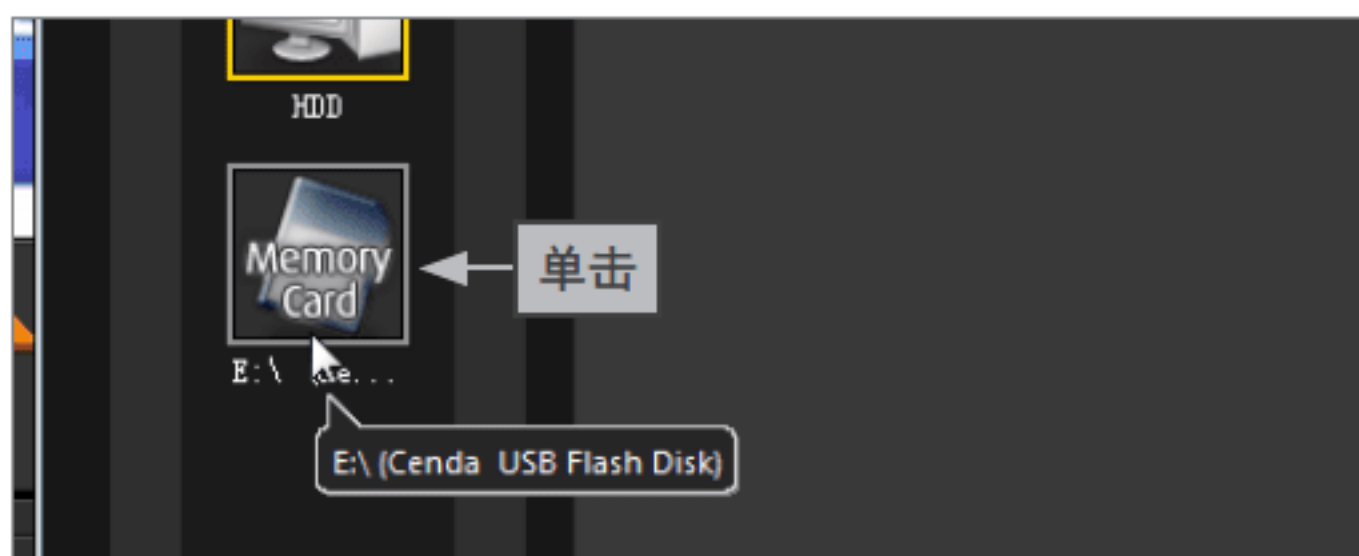 HDD
Memory
Card
单击
E:\
E:\ (Cenda  USB Flash Disk)